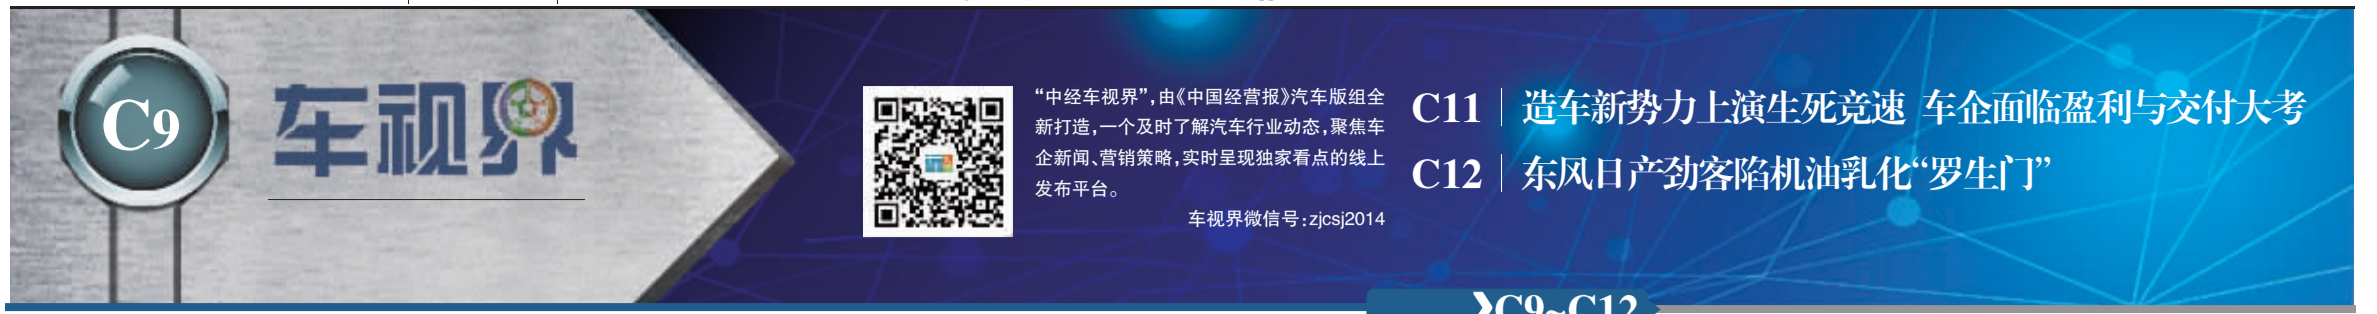 C9
车视界
“中经车视界”,由《中国经营报》汽车版组全
新打造,一个及时了解汽车行业动态,聚焦车
企新闻、营销策略,实时呈现独家看点的线上
发布平台。
车视界微信号:zjcsj2014
C11 造车新势力上演生死竞速 车企面临盈利与交付大考
C12 东风日产劲客陷机油乳化“罗生门”
C9~C12